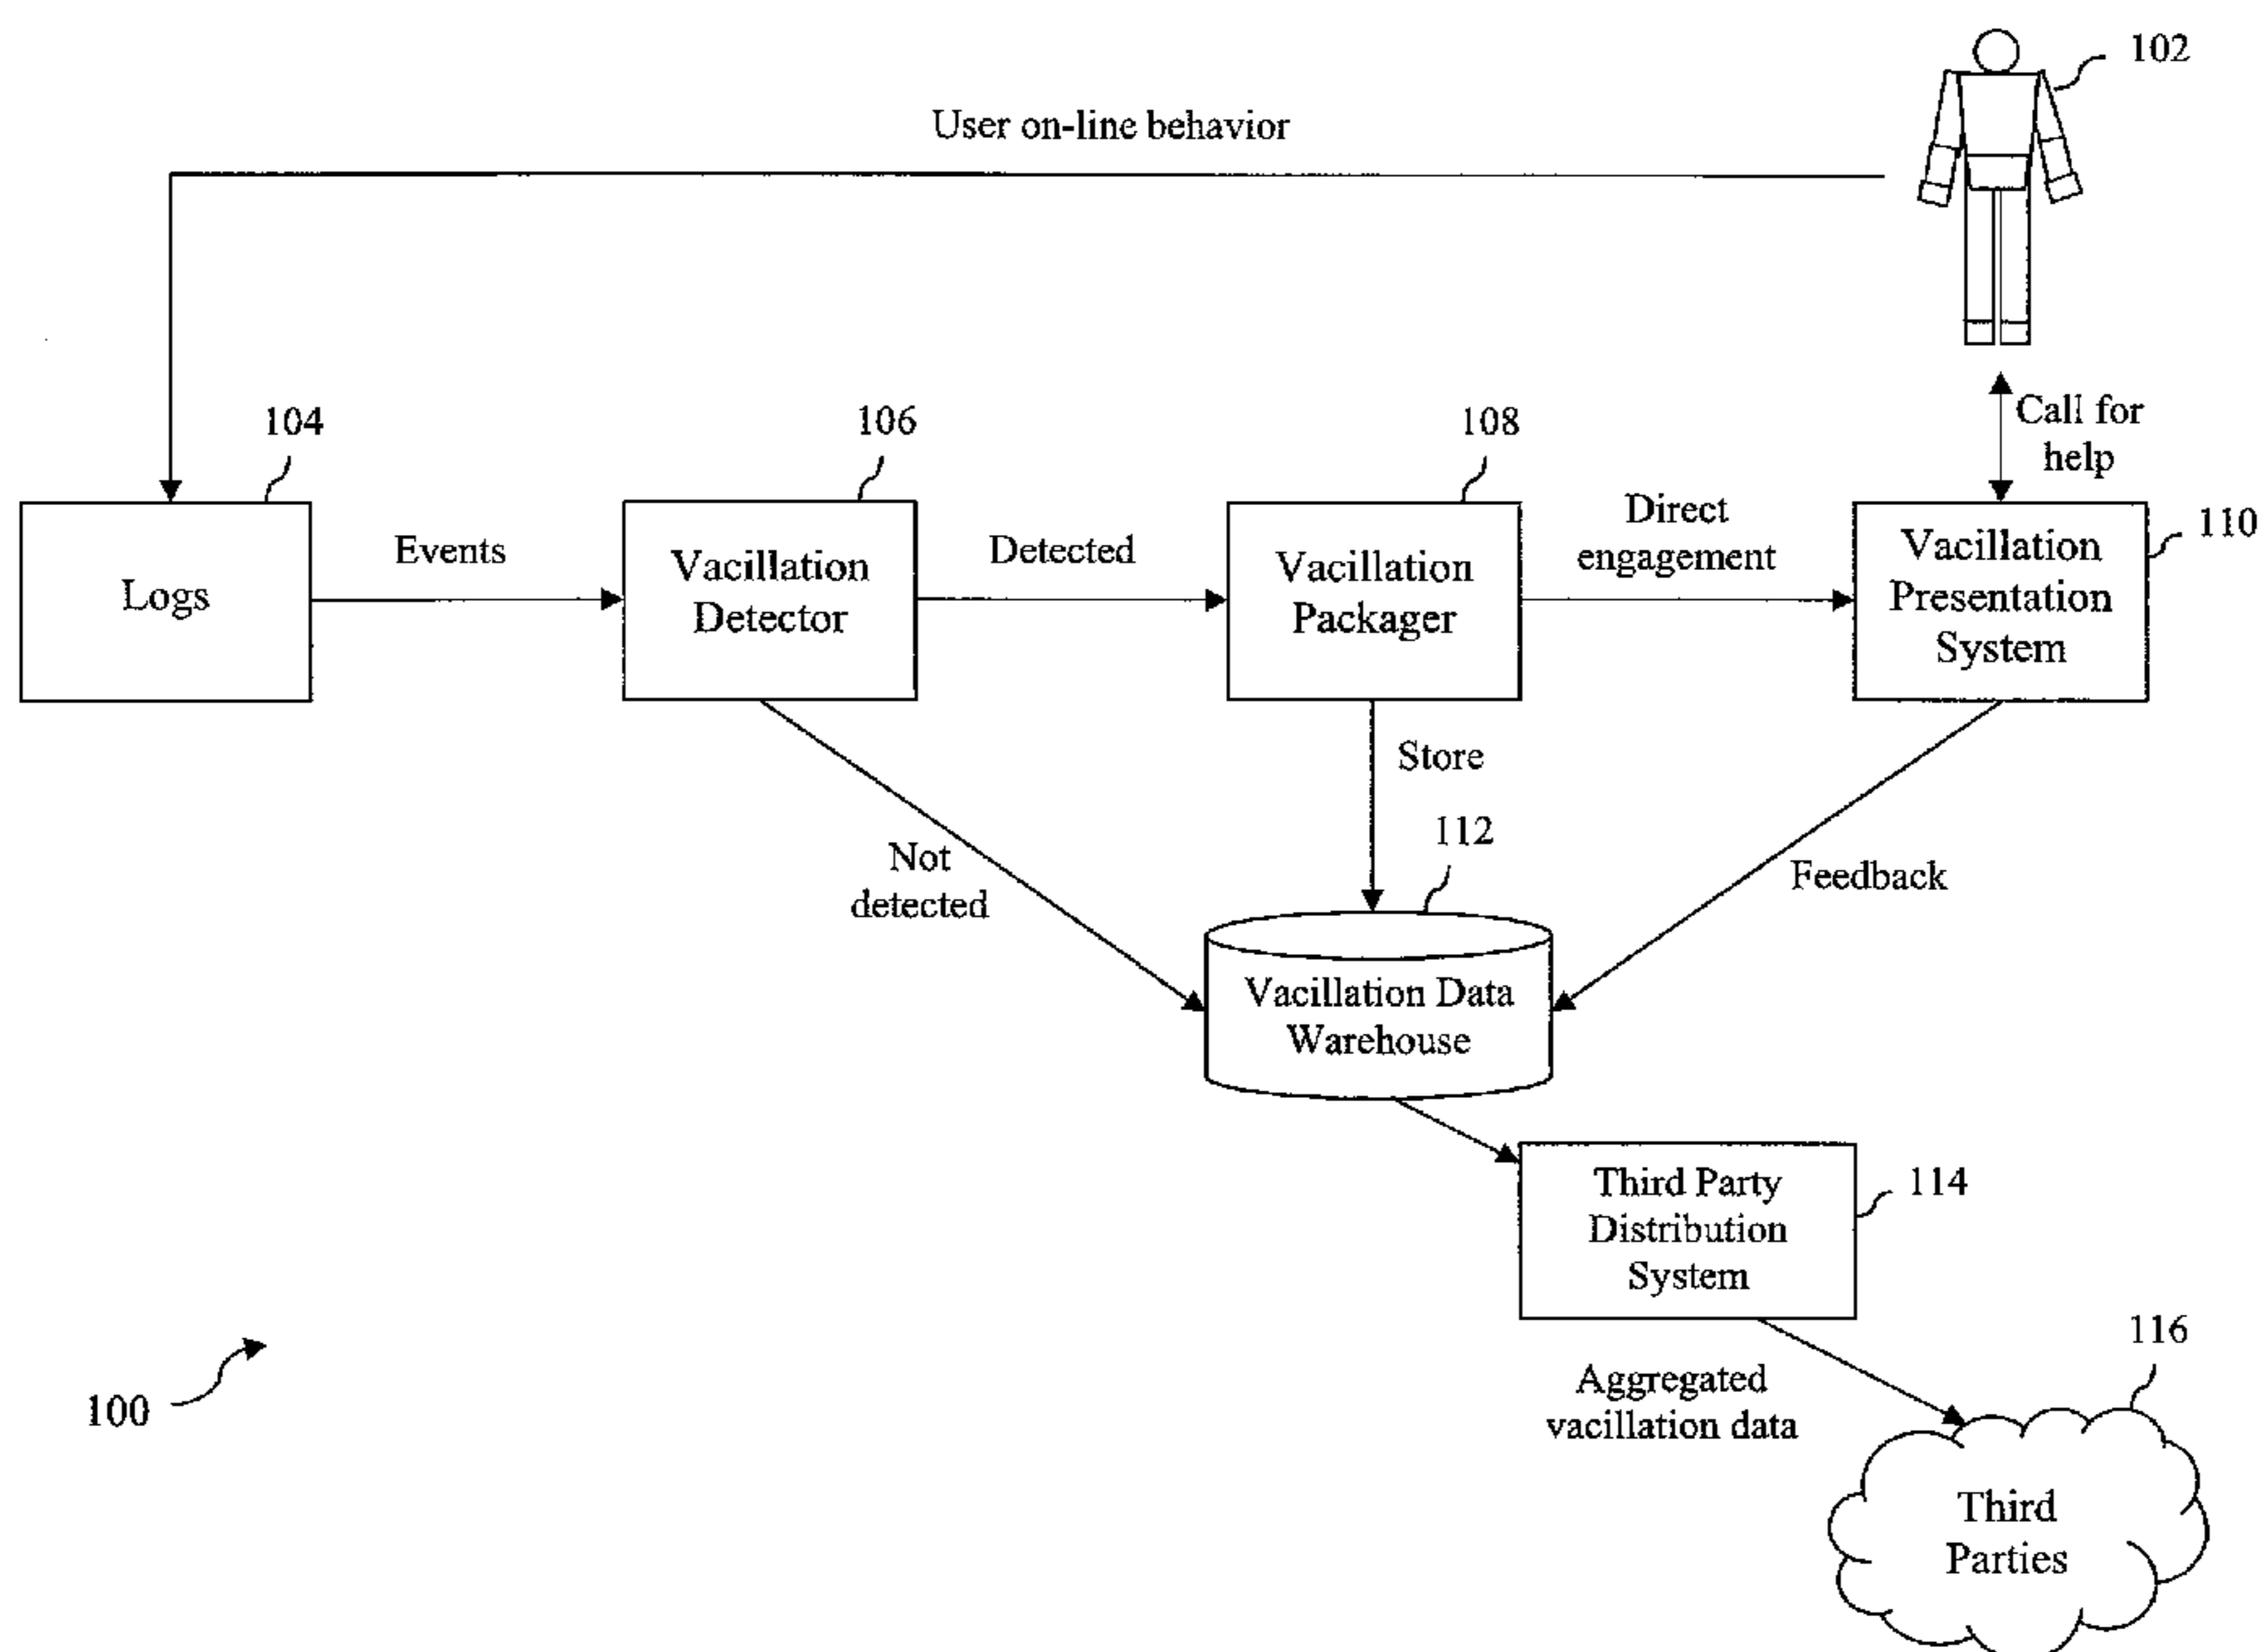 102
User on-line behavior
104
106
108
Call for
help
110
Logs
Events
Vacillation
Detector
Detected
Vacillation
Packager
Direct
engagement
Vacillation
Presentation
System
Not
detected
Store
Feedback
112
Vacillation Data
Warehouse
Third Party
Distribution
System
114
Aggregated
vacillation data
116
Third
Parties
100